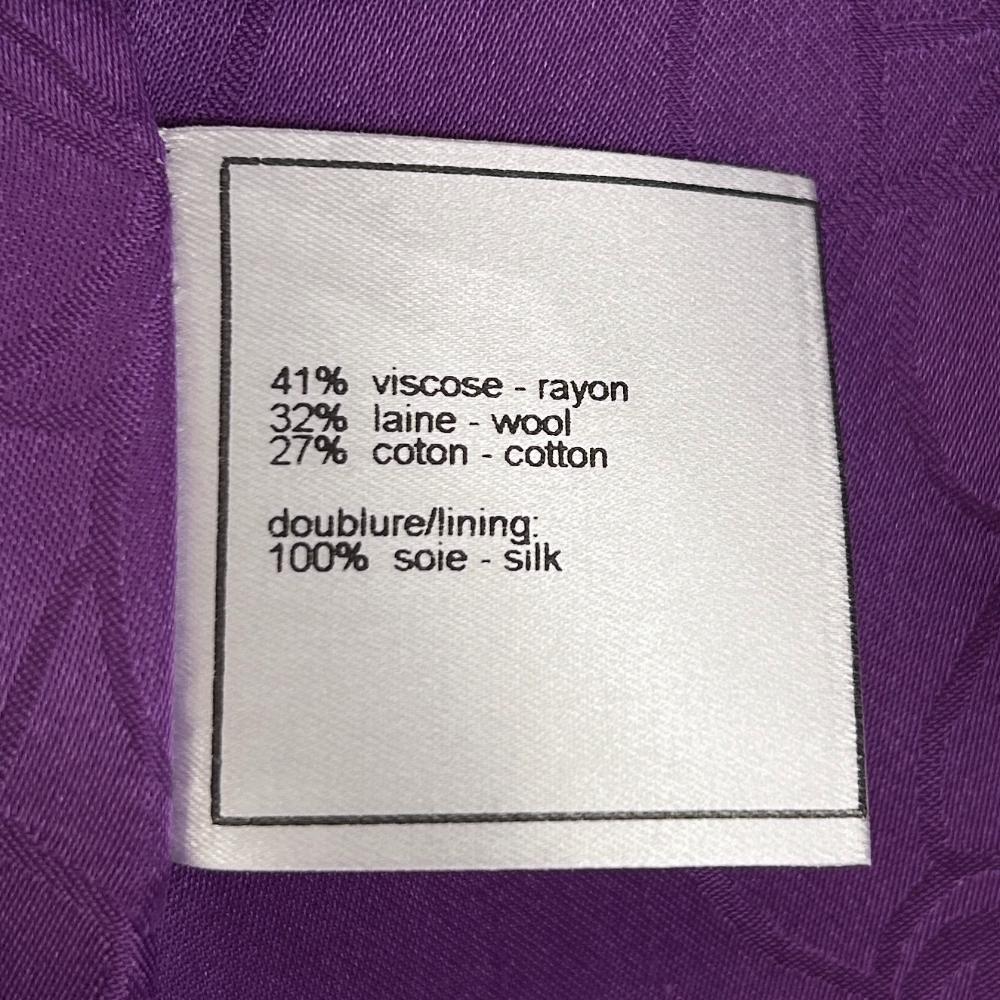 41% viscose - rayon
32% laine - wool
27% coton - cotton
doublure/lining:
100% soie - silk